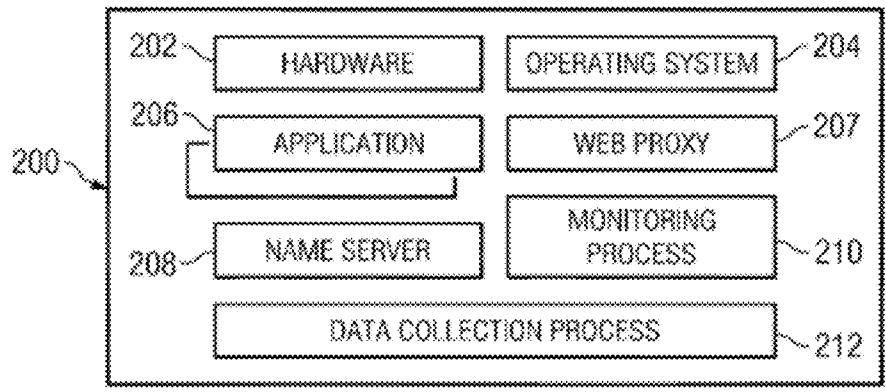 202
HARDWARE
OPERATING SYSTEM
204
206
APPLICATION
WEB PROXY
207
200
208
NAME SERVER
MONITORING
PROCESS
210
DATA COLLECTION PROCESS
212